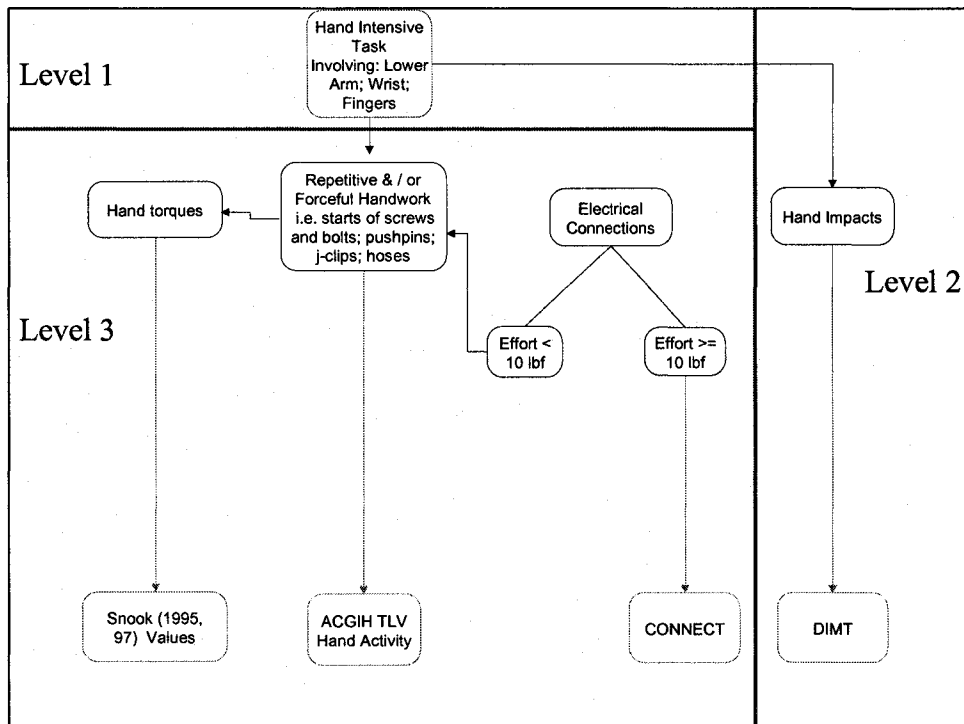 Hand Intensive
Task
Involving: Lower
Arm; Wrist;
Fingers
Level 1
Repetitive & / or
Forceful Handwork
i.e. starts of screws
and bolts; pushpins;
j-clips; hoses
Hand torques
Electrical
Connections
Hand Impacts
Level 2
Level 3
Effort <
10 lbf
Effort >=
10 lbf
Snook (1995,
97) Values
ACGIH TLV
Hand Activity
CONNECT
DIMT